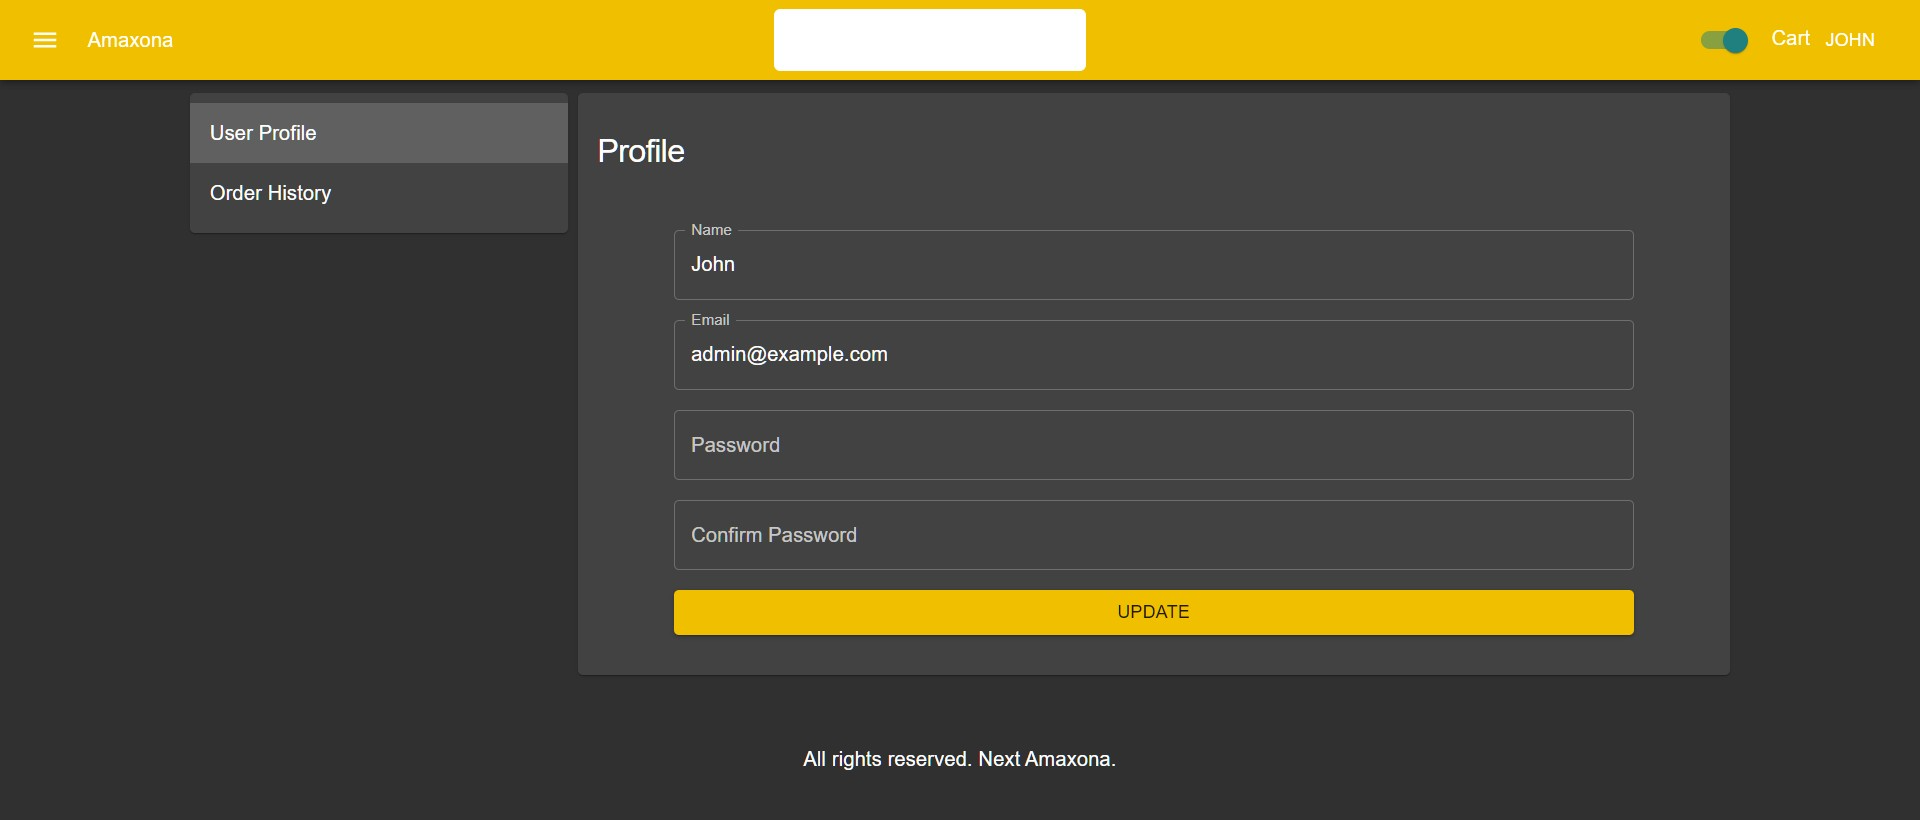 Amaxona
Cart JOHN
User Profile
Order History
Profile
Name
John
Email
admin@example.com
Password
Confirm Password
UPDATE
All rights reserved. Next Amaxona.